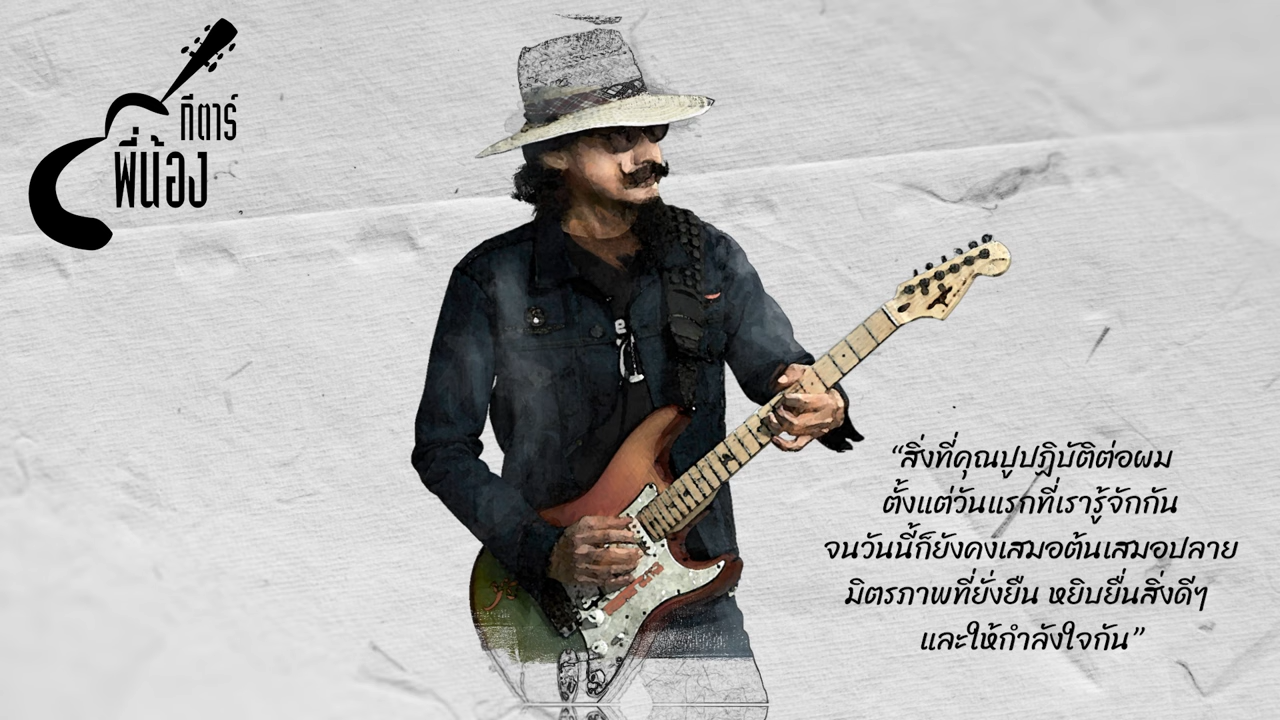 กีตาร์
พี่น้อง
“สิ่งที่คุณปูปฏิบัติต่อผม
ตั้งแต่วันแรกที่เรารู้จักกัน
จนวันนี้ก็ยังคงเสมอต้นเสมอปลาย
มิตรภาพที่ยั่งยืน หยิบยื่นสิ่งดีๆ
และให้กำลังใจกัน”